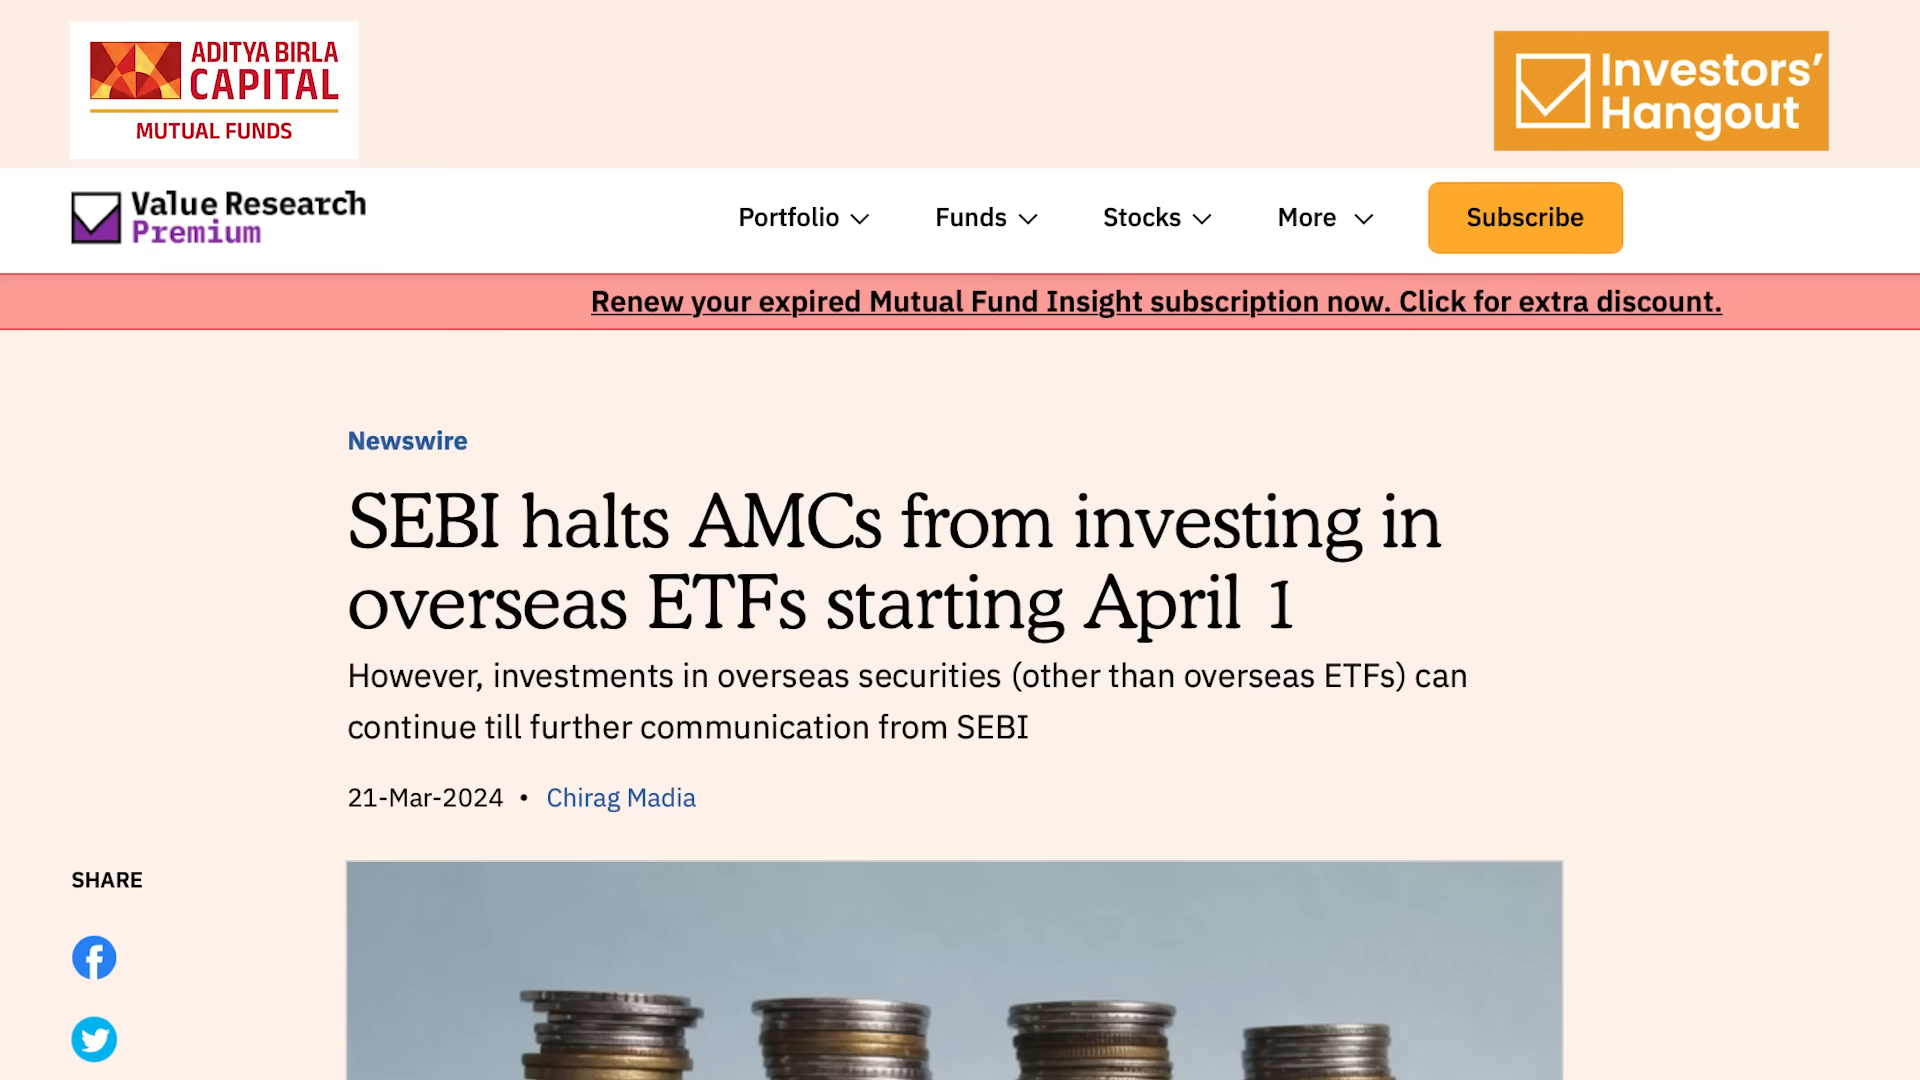 ADITYA BIRLA
CAPITAL
MUTUAL FUNDS
Investors’
Hangout
Value Research
Premium
Portfolio
Funds
Stocks
More
Subscribe
Renew your expired Mutual Fund Insight subscription now. Click for extra discount.
Newswire
SEBI halts AMCs from investing in
overseas ETFs starting April 1
However, investments in overseas securities (other than overseas ETFs) can
continue till further communication from SEBI
21-Mar-2024 • Chirag Madia
SHARE